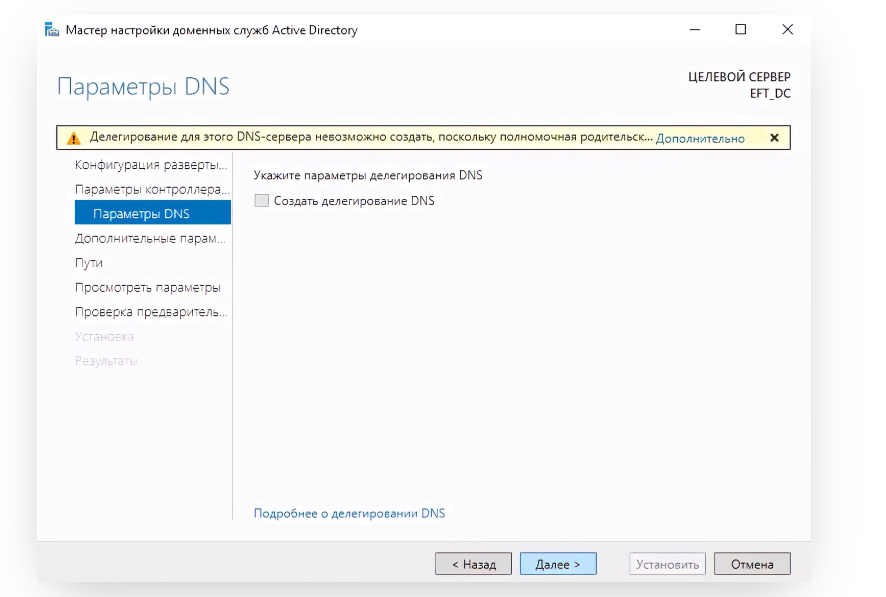 Мастер настройки доменных служб Active Directory
Параметры DNS
ЦЕЛЕВОЙ СЕРВЕР
EFT_DC
Делегирование для этого DNS-сервера невозможно создать, поскольку полномочная родительск... Дополнительно
Конфигурация разверты...
Параметры контроллера...
Параметры DNS
Дополнительные парам...
Пути
Просмотреть параметры
Проверка предваритель...
Установка
Результаты
Укажите параметры делегирования DNS
Создать делегирование DNS
Подробнее о делегировании DNS
< Назад
Далее >
Установить
Отмена